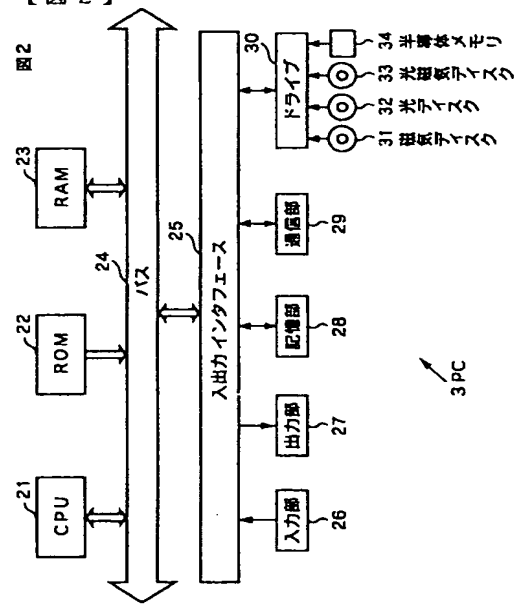 【図2】
図2
21
CPU
22
ROM
23
RAM
24
バス
25
入出力インタフェース
入力部
26
出力部
27
記憶部
28
通信部
29
30
ドライブ
31 磁気ディスク
32 光ディスク
33 光磁気ディスク
34 半導体メモリ
3 PC